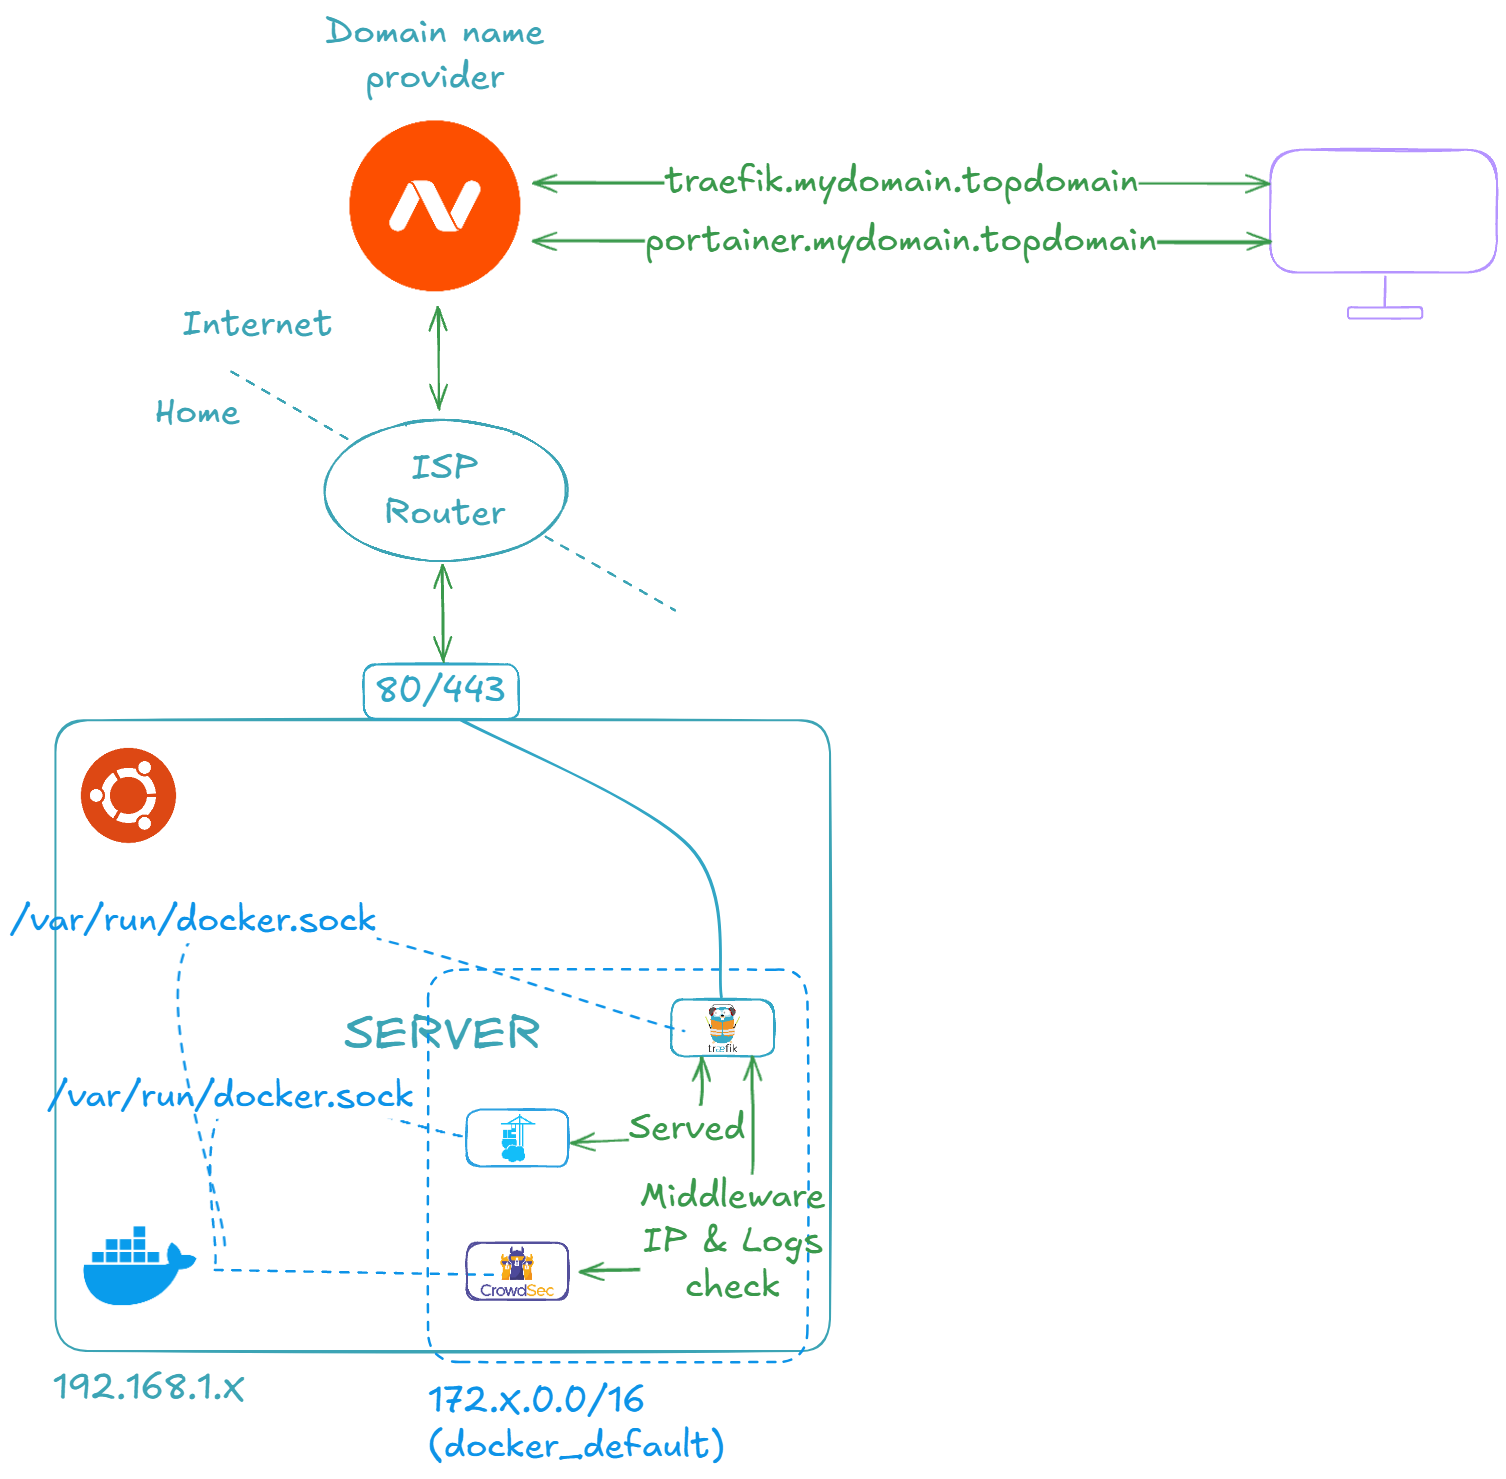 Domain name
provider
traefik.mydomain.topdomain
portainer.mydomain.topdomain
Internet
Home
ISP
Router
80/443
/var/run/docker.sock
SERVER
træfik
/var/run/docker.sock
Served
Middleware
IP & Logs
check
CrowdSec
192.168.1.x
172.x.0.0/16
(docker_default)